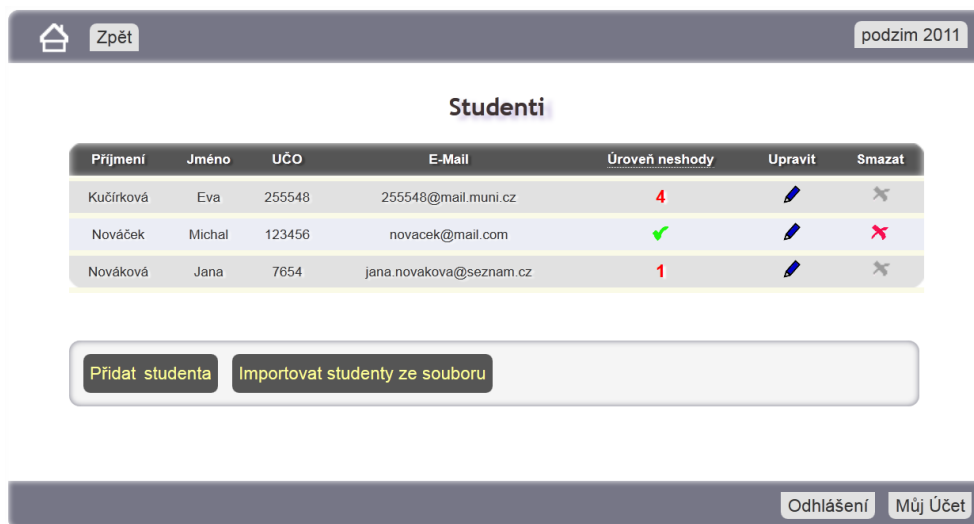 Zpět podzim 2011
Studenti
Příjmení Jméno UČO E-Mail Úroveň neshody Upravit Smazat
Kučírková Eva 255548 255548@mail.muni.cz 4
Nováček Michal 123456 novacek@mail.com
Nováková Jana 7654 jana.novakova@seznam.cz 1
Přidat studenta Importovat studenty ze souboru
Odhlášení Můj Účet